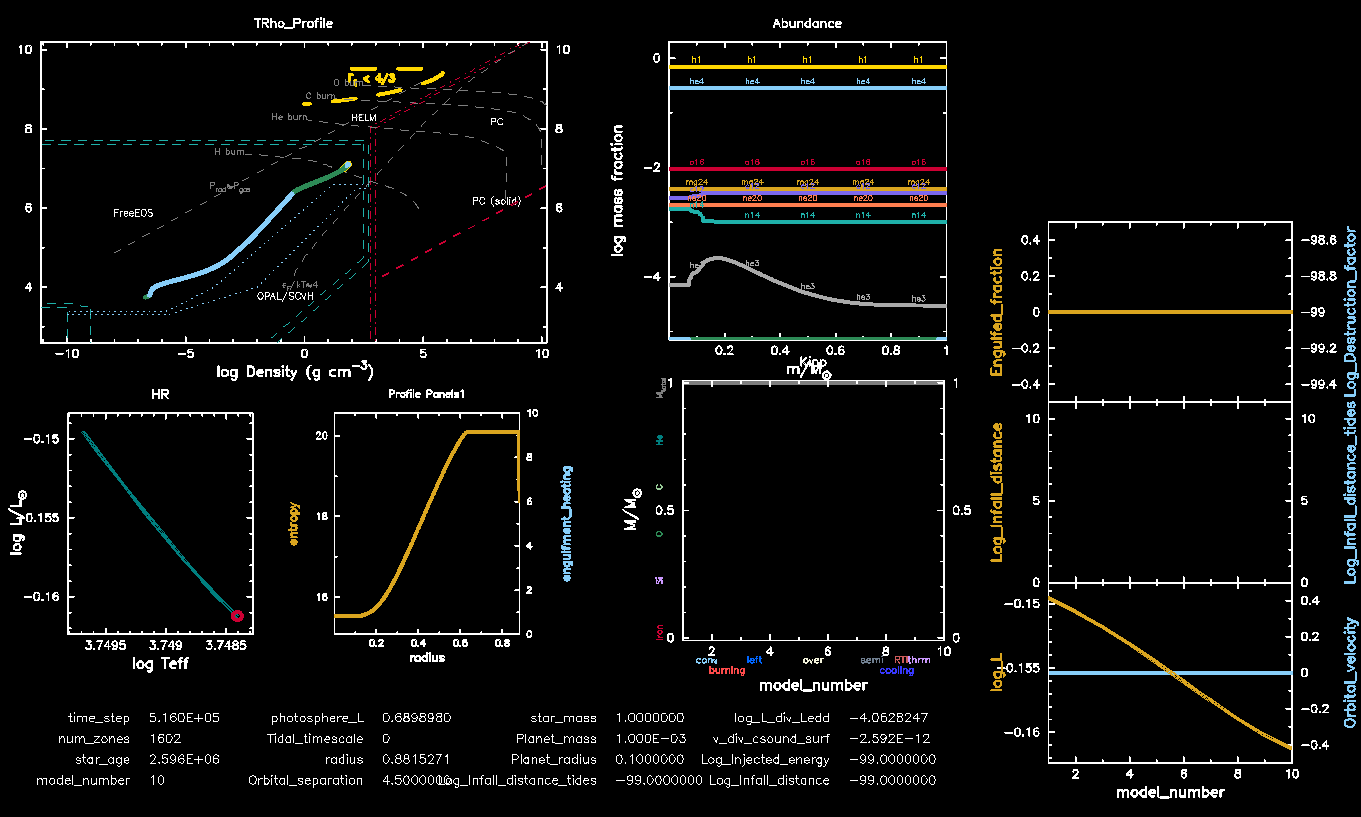 TRho_Profile
10
8
6
4
10
8
6
4
−10
−5
0
5
10
log Density (g cm−3)
Γ1 < 4/3
O burn
C burn
He burn
H burn
HELM
PC
PC (solid)
Prad≈Pgas
FreeEOS
εF/kT≈4
OPAL/SCVH
Abundance
log mass fraction
0
−2
−4
h1 h1 h1 h1 h1
he4 he4 he4 he4 he4
o16 o16 o16 o16 o16
mg24 mg24 mg24 mg24 mg24
ne20 ne20 ne20 ne20 ne20
n14 n14 n14 n14
he3 he3 he3 he3
0.2
0.4
0.6
0.8
1
m/M⊙
HR
log L/L⊙
−0.15
−0.155
−0.16
3.7495
3.749
3.7485
log Teff
Profile Panels1
entropy
20
18
16
10
8
6
4
2
0
engulfment_heating
0.2
0.4
0.6
0.8
radius
Kipp
M/M⊙
He
C
O
Si
Iron
1
0.5
0
1
0.5
0
2
4
6
8
10
conv
left
over
semi
RTI
thrm
burning
cooling
model_number
Engulfed_fraction
0.4
0.2
0
−0.2
−0.4
−98.6
−98.8
−99
−99.2
−99.4
Log_Destruction_factor
Log_Infall_distance
10
5
0
10
5
0
Log_Infall_distance_tides
log_L
−0.15
−0.155
−0.16
0.4
0.2
0
−0.2
−0.4
Orbital_velocity
2
4
6
8
10
model_number
time_step 5.160E+05 photosphere_L 0.6898980 star_mass 1.0000000 log_L_div_Ledd −4.0628247
num_zones 1602 Tidal_timescale 0 Planet_mass 1.000E−03 v_div_csound_surf −2.592E−12
star_age 2.596E+06 radius 0.8815271 Planet_radius 0.1000000 Log_Injected_energy −99.0000000
model_number 10 Orbital_separation 4.5000000 Log_Infall_distance_tides −99.0000000 Log_Infall_distance −99.0000000